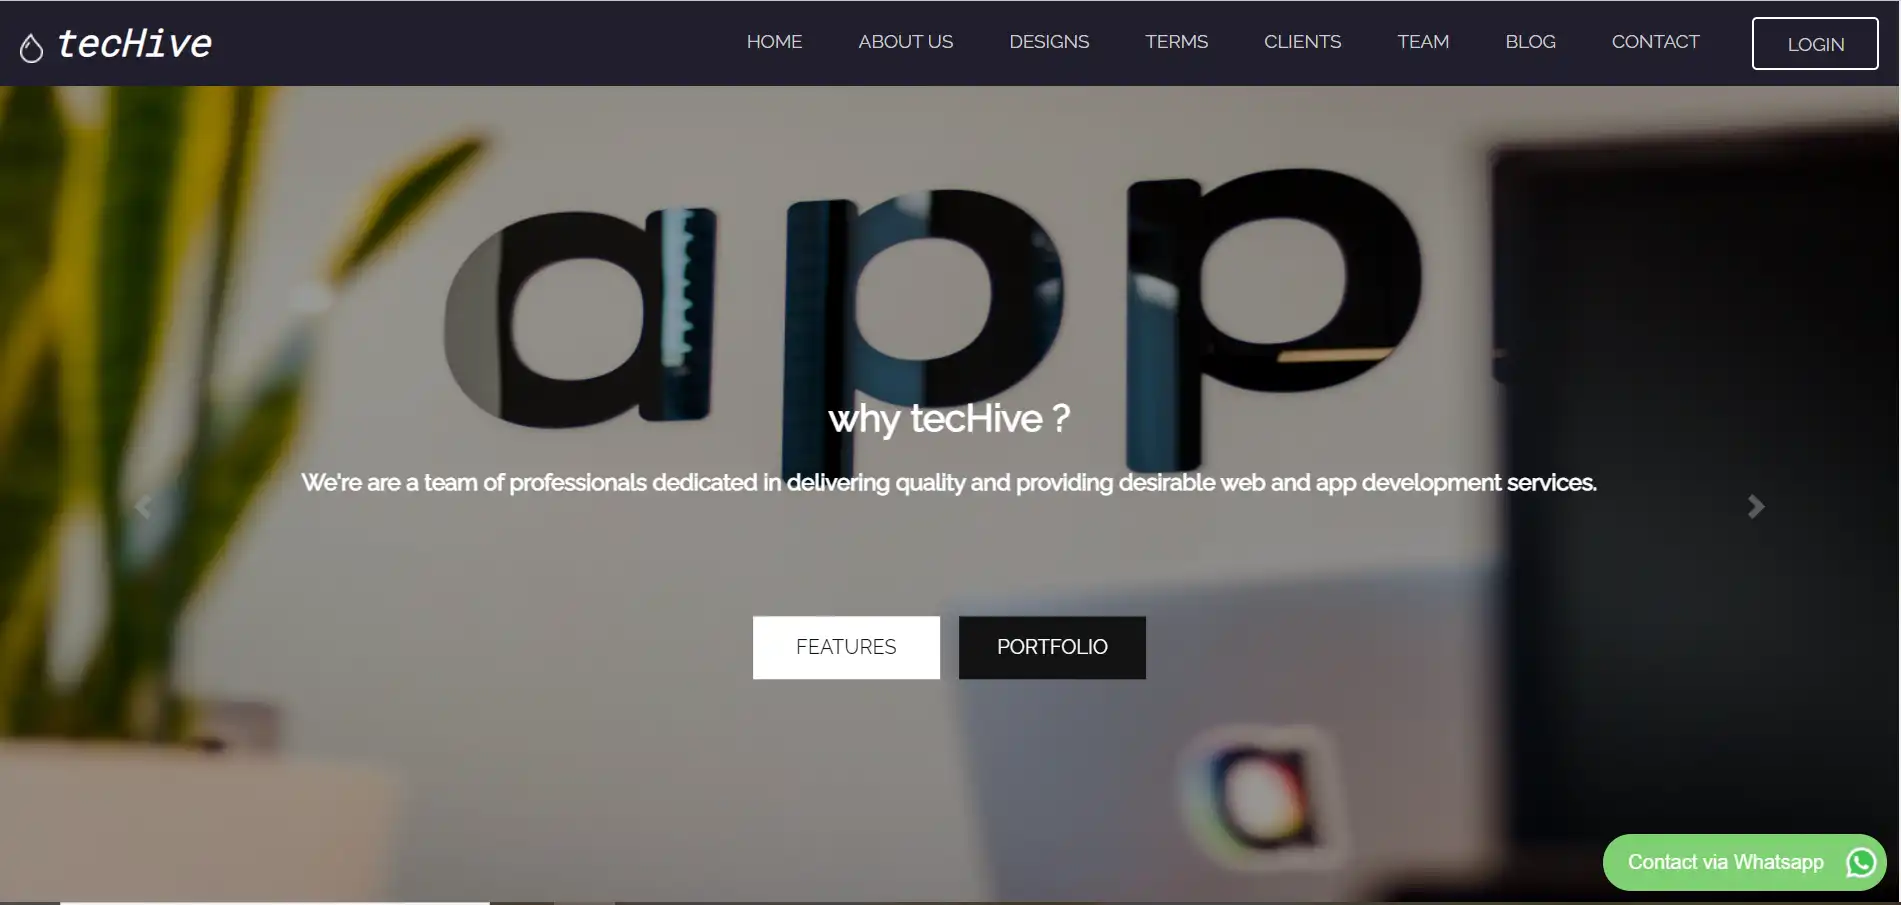 tecHive
HOME ABOUT US DESIGNS TERMS CLIENTS TEAM BLOG CONTACT LOGIN
app
why tecHive ?
We're are a team of professionals dedicated in delivering quality and providing desirable web and app development services.
FEATURES PORTFOLIO
a
Contact via Whatsapp